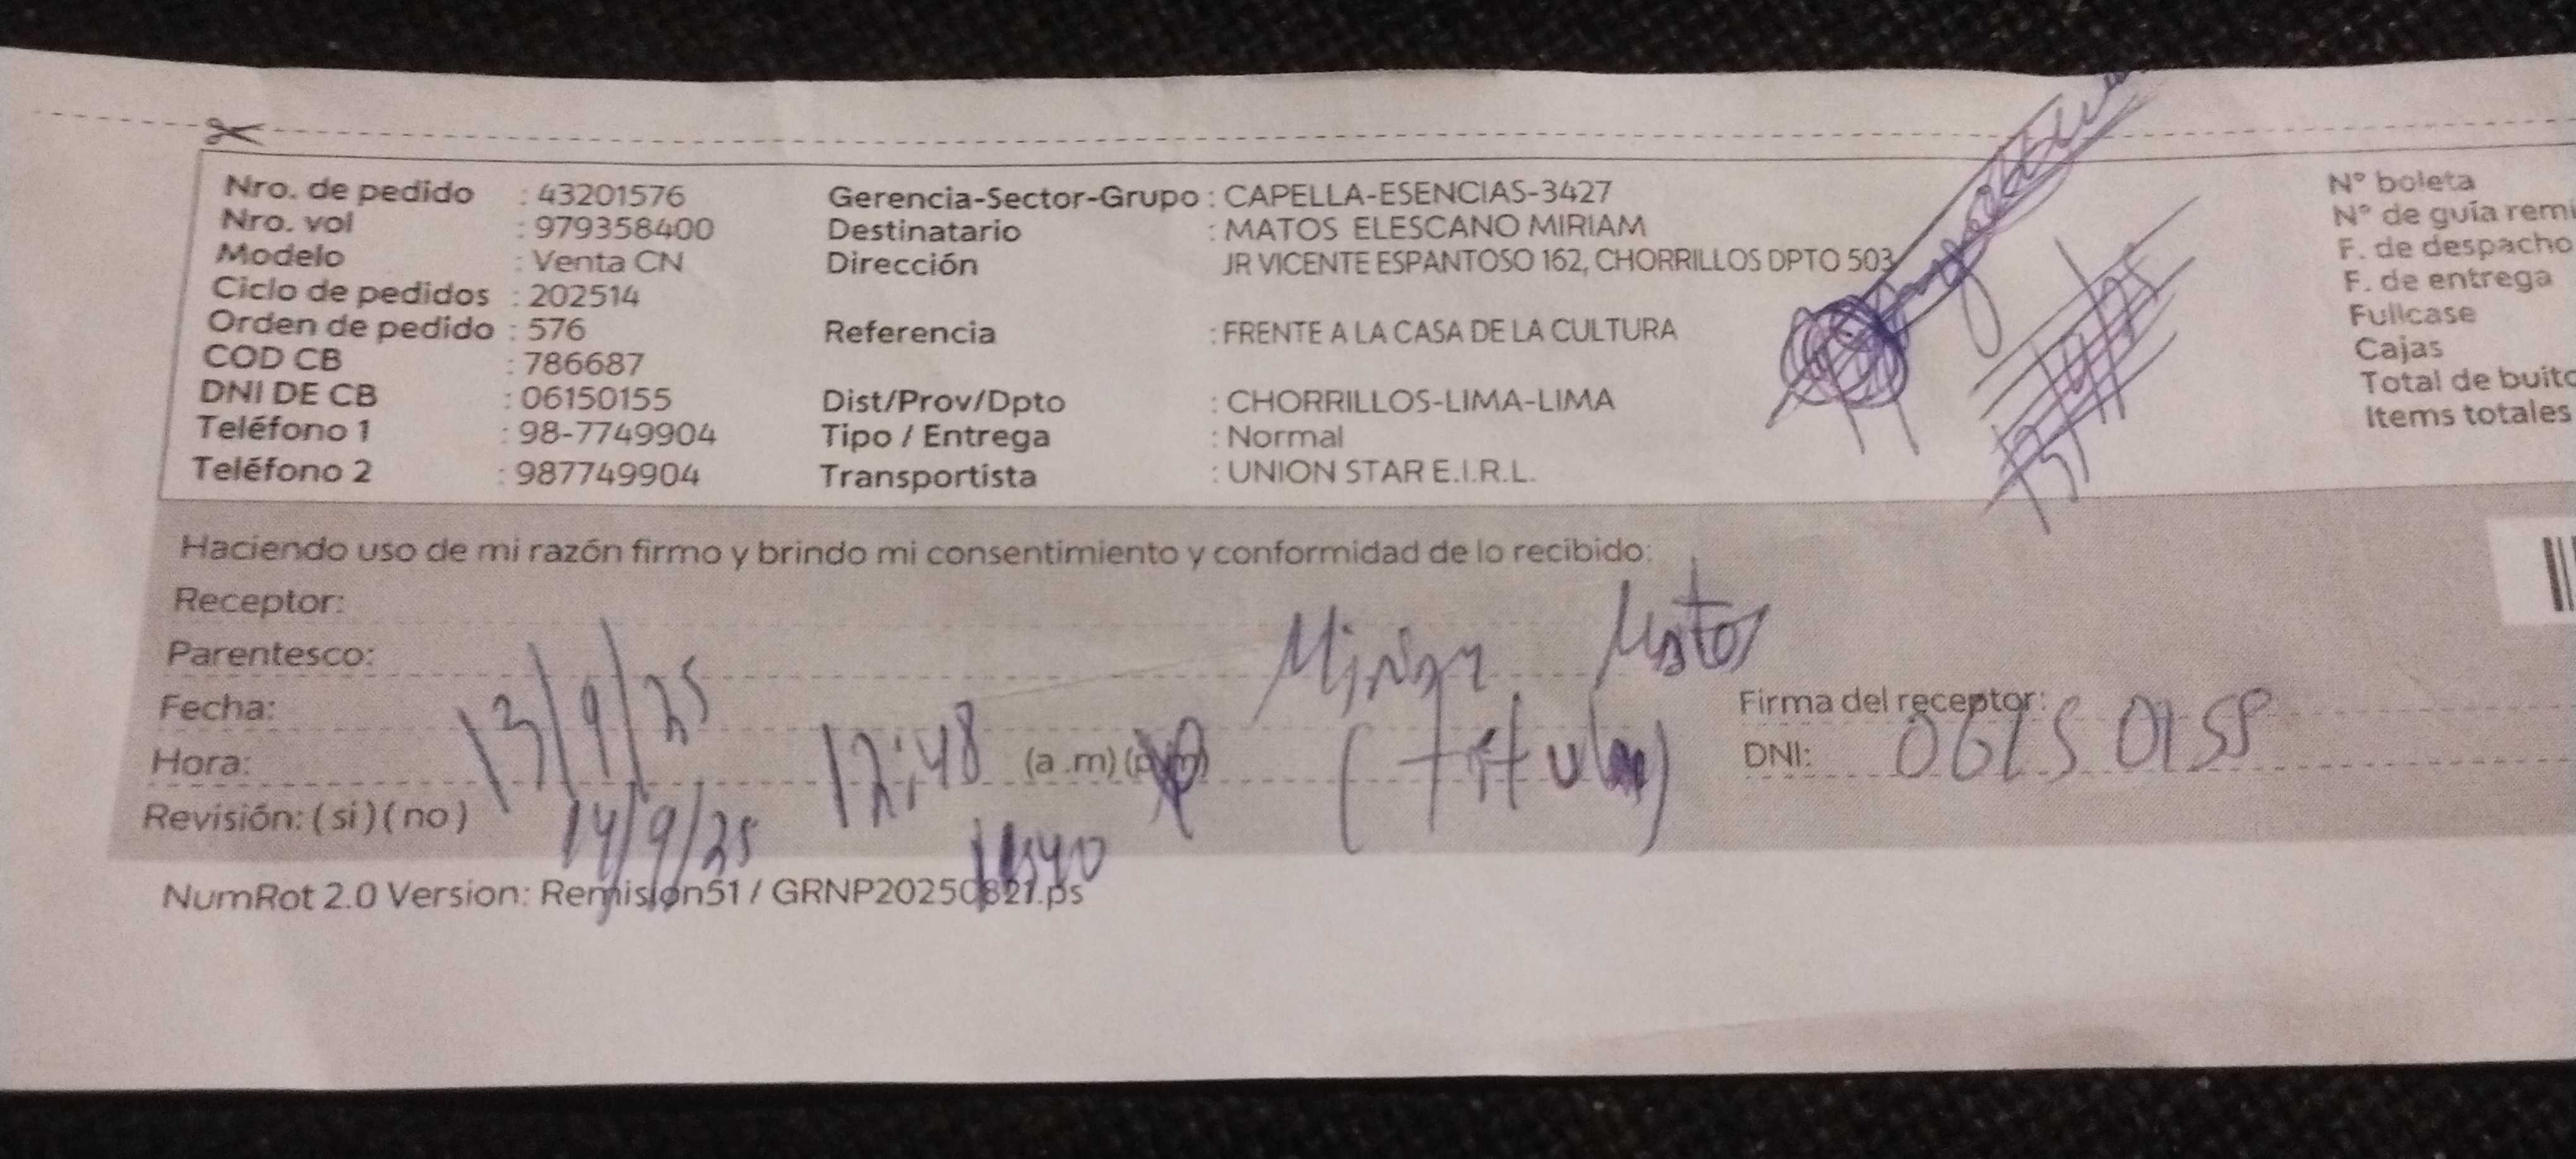 Nro. de pedido : 43201576 Gerencia-Sector-Grupo : CAPELLA-ESENCIAS-3427 N° boleta
Nro. vol : 979358400 Destinatario : MATOS ELESCANO MIRIAM N° de guía remi
Modelo : Venta CN Dirección JR VICENTE ESPANTOSO 162, CHORRILLOS DPTO 503 F. de despacho
Ciclo de pedidos : 202514 F. de entrega
Orden de pedido : 576 Referencia : FRENTE A LA CASA DE LA CULTURA Fullcase
COD CB : 786687 Cajas
DNI DE CB : 06150155 Dist/Prov/Dpto : CHORRILLOS-LIMA-LIMA Total de bulto
Teléfono 1 : 98-7749904 Tipo / Entrega : Normal Items totales
Teléfono 2 : 987749904 Transportista : UNION STAR E.I.R.L.
Haciendo uso de mi razón firmo y brindo mi consentimiento y conformidad de lo recibido:
Receptor:
Parentesco: Miriam Matos
Fecha: 13/9/25 Firma del receptor:
Hora: 12:48 (a .m) (p.m) (Titular) DNI: 06150155
Revisión: ( si ) ( no ) 14/9/25
NumRot 2.0 Version: Remision51 / GRNP20250821.ps